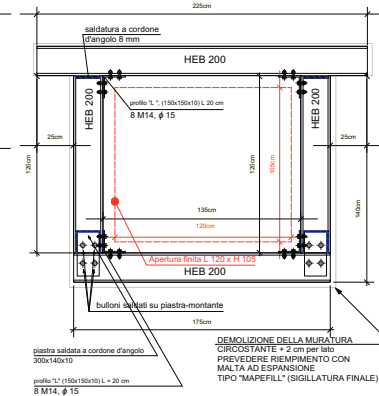 225cm
saldatura a cordone
d'angolo 8 mm
HEB 200
HEB 200
HEB 200
profilo "L", (150x150x10) L 20 cm
8 M14, ϕ 15
25cm
25cm
120cm
120cm
105cm
140cm
135cm
120cm
Apertura finita L 120 x H 105
HEB 200
bulloni saldati su piastra-montante
175cm
piastra saldata a cordone d'angolo
300x140x10
profilo "L" (150x150x10) L = 20 cm
8 M14, ϕ 15
DEMOLIZIONE DELLA MURATURA
CIRCOSTANTE + 2 cm per lato
PREVEDERE RIEMPIMENTO CON
MALTA AD ESPANSIONE
TIPO "MAPEFILL" (SIGILLATURA FINALE)